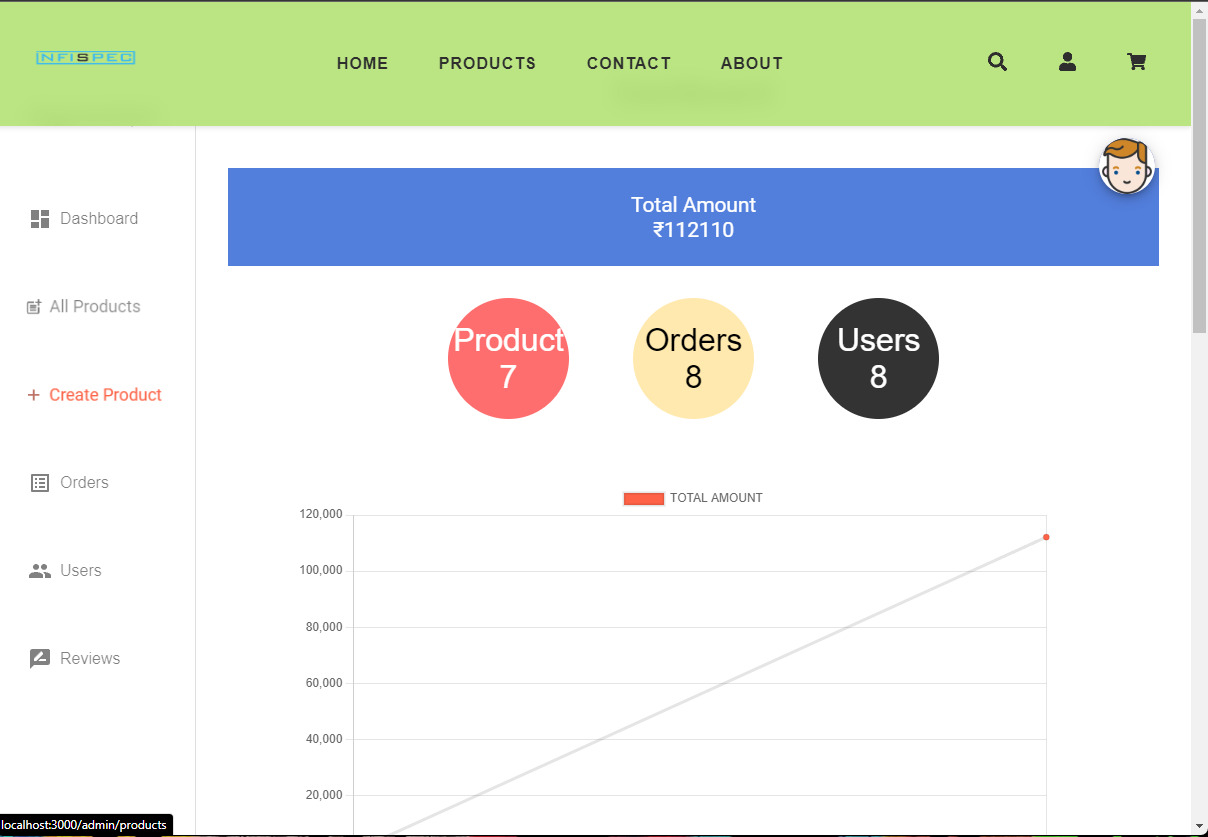 INFISPEC
HOME PRODUCTS CONTACT ABOUT
Dashboard
All Products
+ Create Product
Orders
Users
Reviews
Total Amount
₹112110
Product
7
Orders
8
Users
8
TOTAL AMOUNT
120,000
100,000
80,000
60,000
40,000
20,000
localhost:3000/admin/products